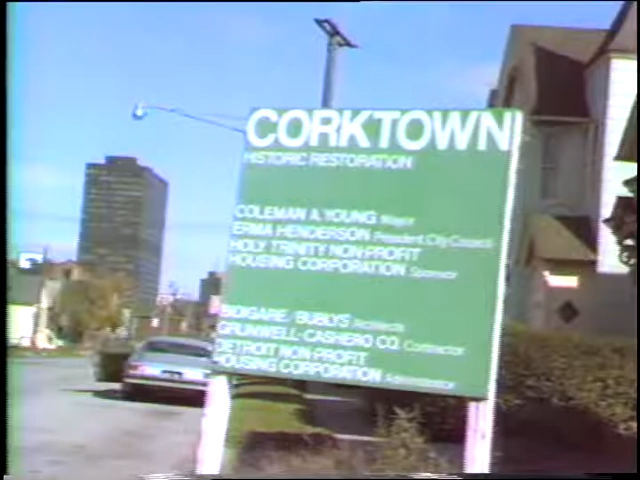 CORKTOWN
HISTORIC RESTORATION
COLEMAN A. YOUNG Mayor
ERMA HENDERSON President, City Council
HOLY TRINITY NON-PROFIT
HOUSING CORPORATION Sponsor
BUBLYS Architects
GRUNWELL-CASHERO CO. Contractor
DETROIT NON-PROFIT
HOUSING CORPORATION Administrator